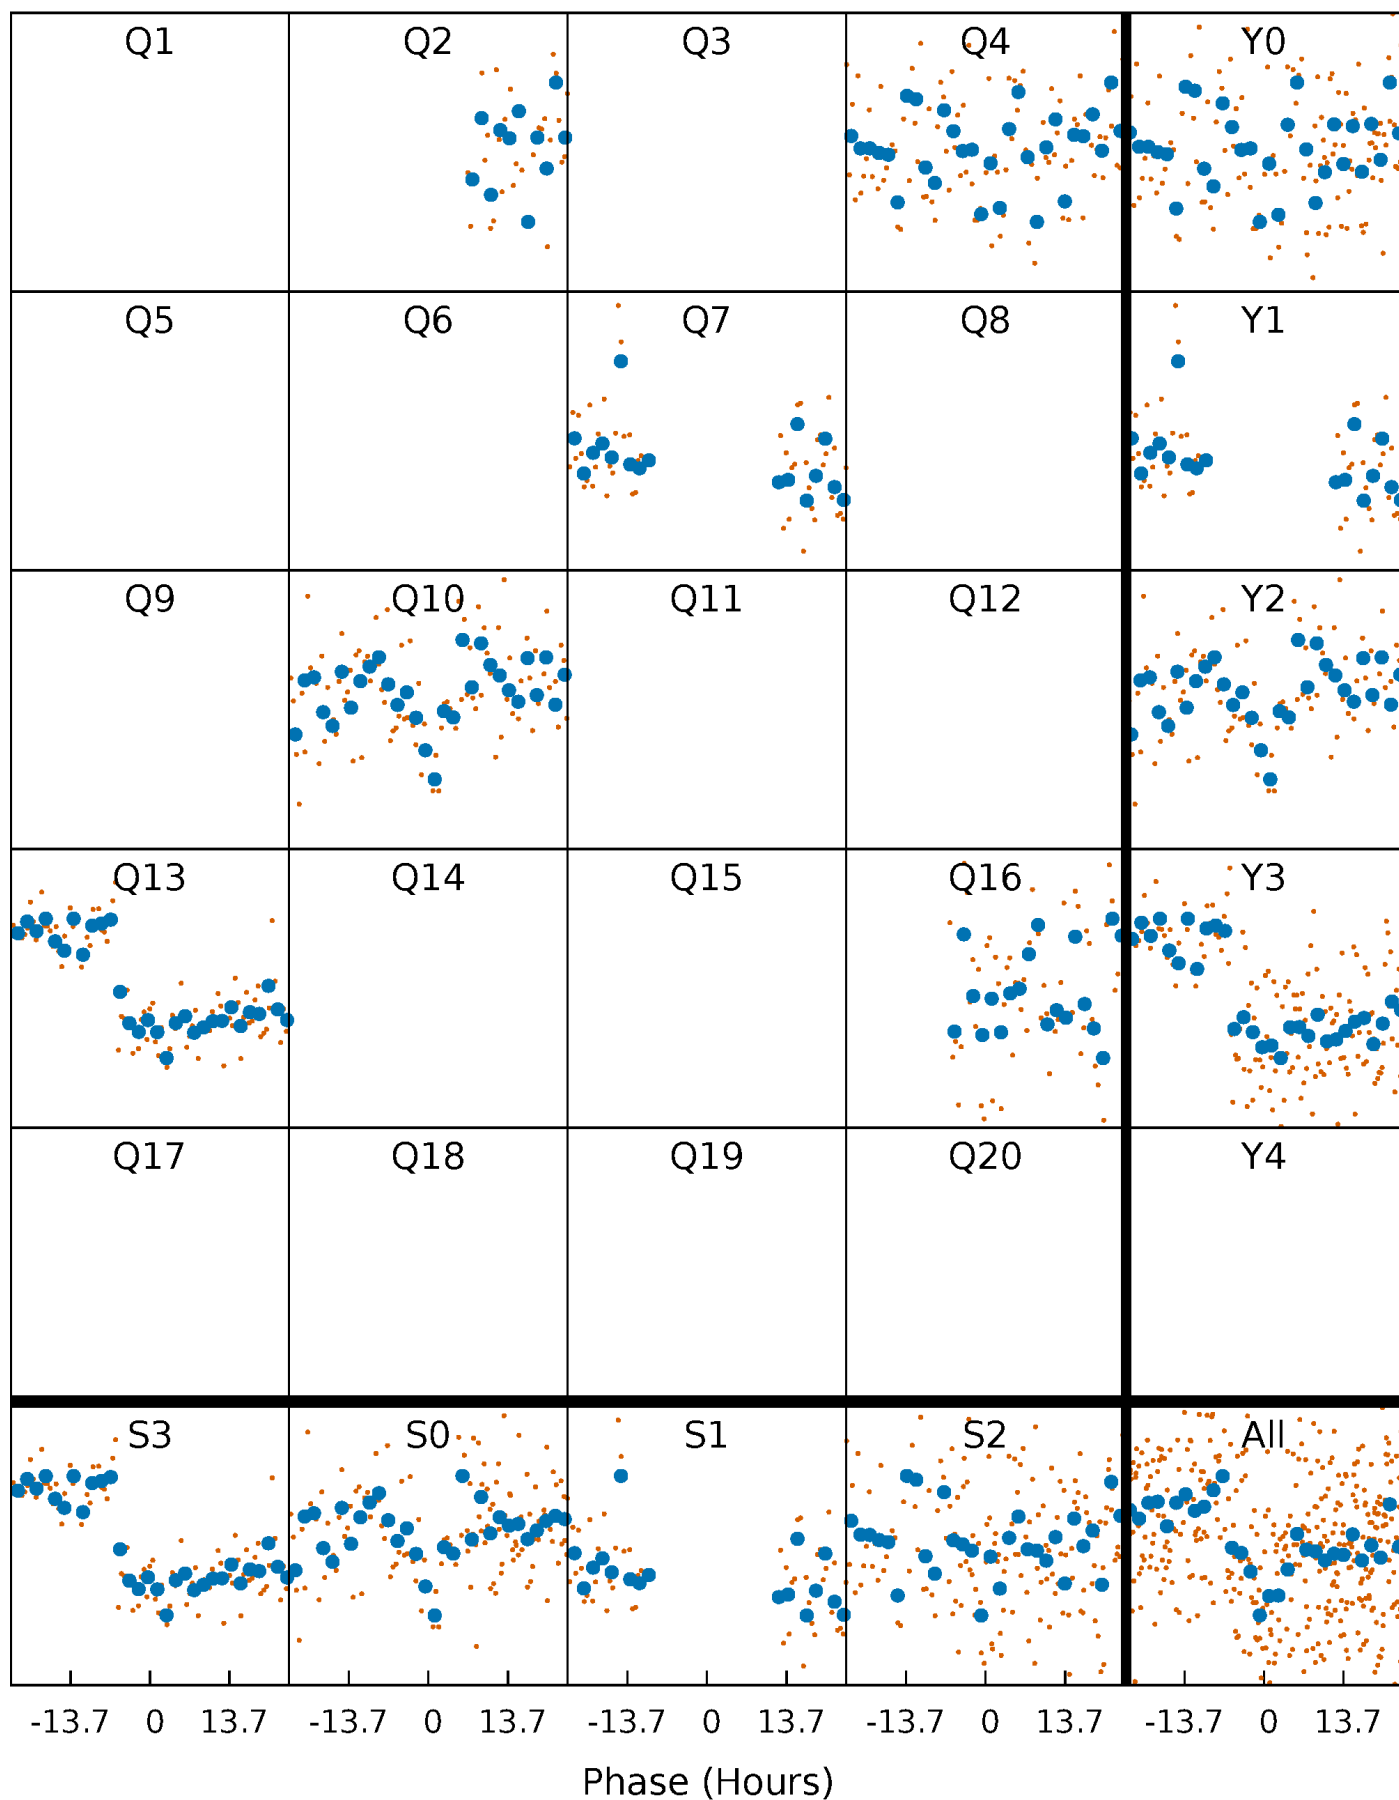 Q1 Q2 Q3 Q4 Y0
Q5 Q6 Q7 Q8 Y1
Q9 Q10 Q11 Q12 Y2
Q13 Q14 Q15 Q16 Y3
Q17 Q18 Q19 Q20 Y4
S3 S0 S1 S2 All
-13.7 0 13.7 -13.7 0 13.7 -13.7 0 13.7 -13.7 0 13.7 -13.7 0 13.7
Phase (Hours)